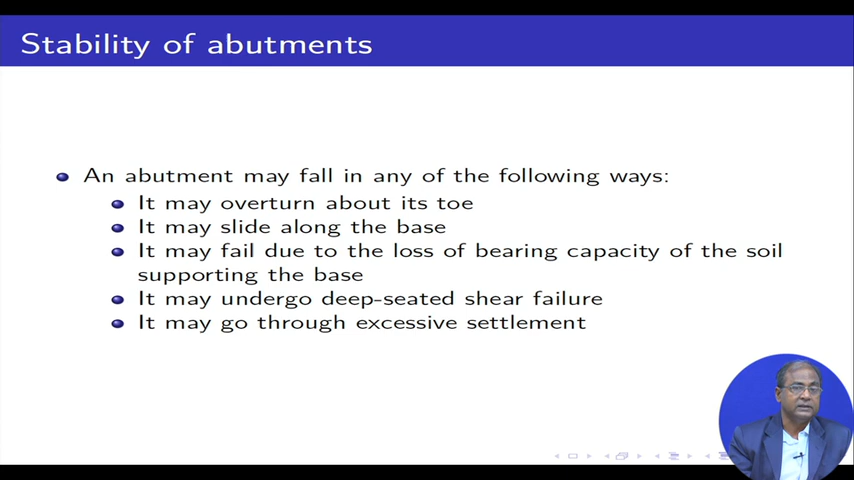 Stability of abutments
An abutment may fall in any of the following ways:
It may overturn about its toe
It may slide along the base
It may fail due to the loss of bearing capacity of the soil
supporting the base
It may undergo deep-seated shear failure
It may go through excessive settlement